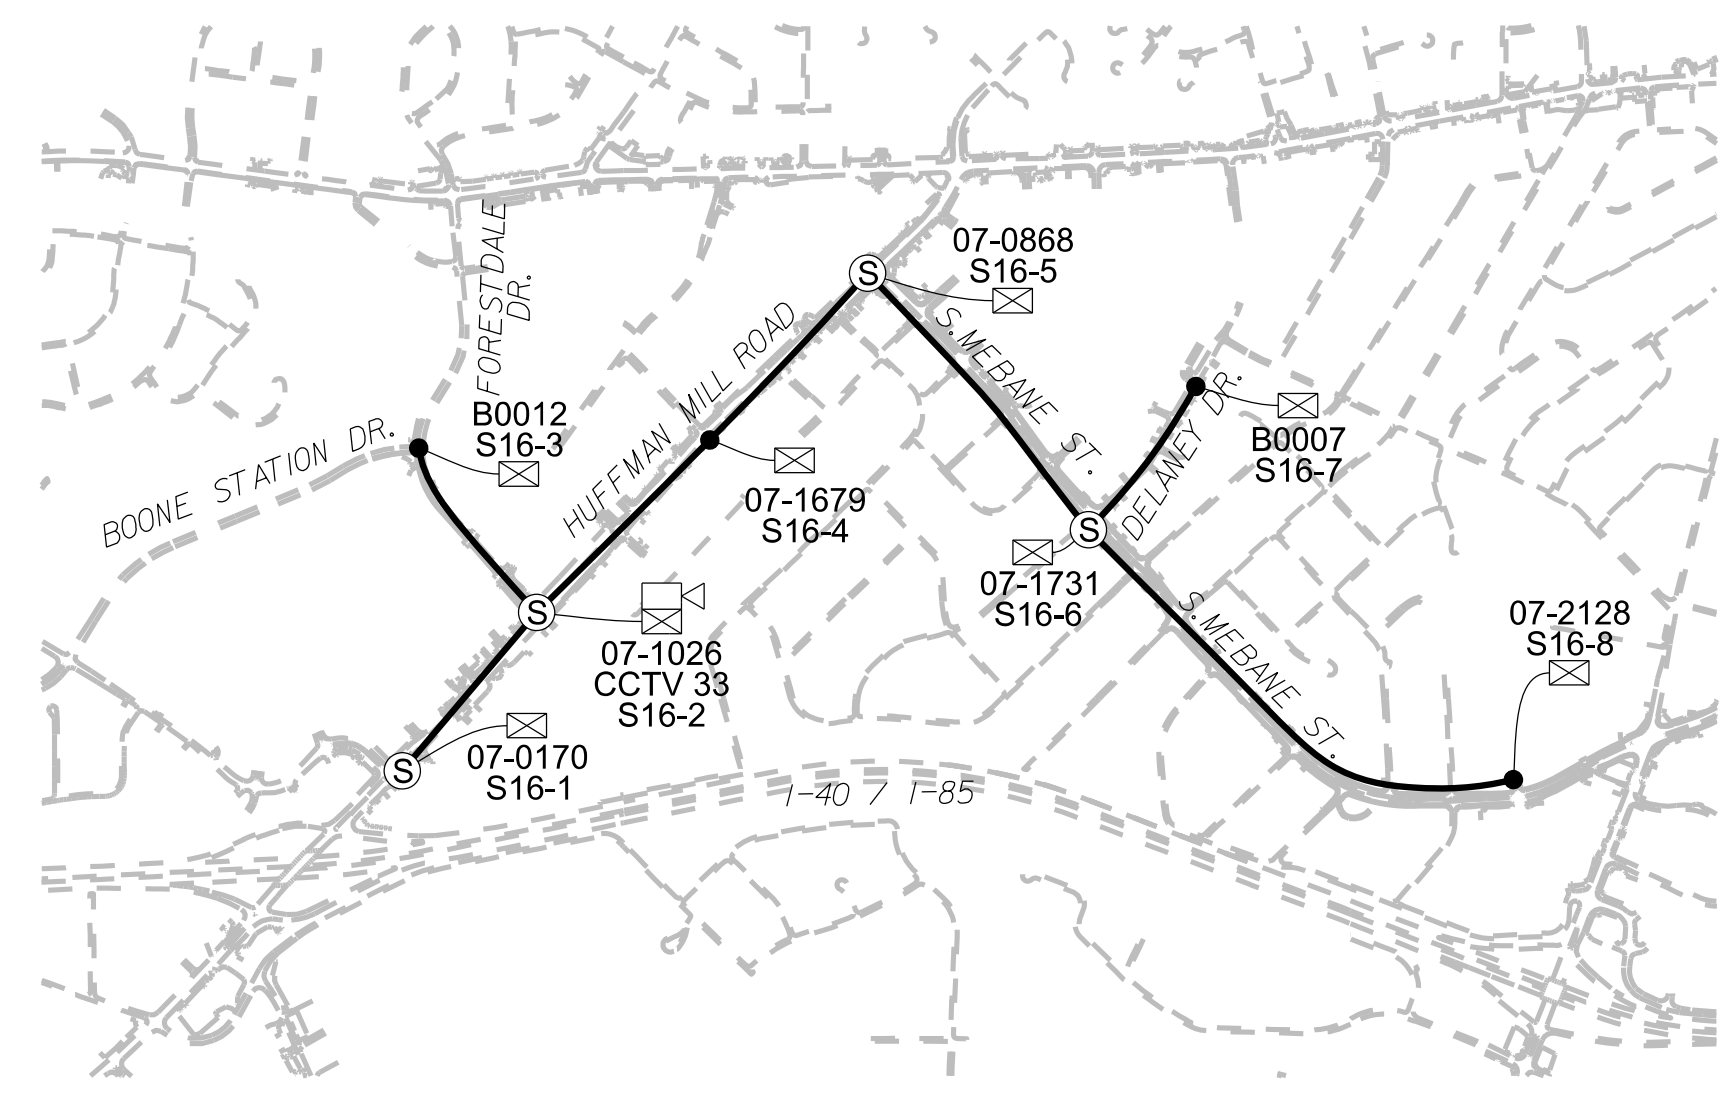 07-0868
S16-5
FORESTDALE
DR.
S. MEBANE ST.
HUFFMAN MILL ROAD
DELANEY DR.
B0012
S16-3
BOONE STATION DR.
B0007
S16-7
07-1679
S16-4
S
S
S
S
07-1731
S16-6
S. MEBANE ST.
07-2128
S16-8
07-1026
CCTV 33
S16-2
07-0170
S16-1
I-40 / I-85